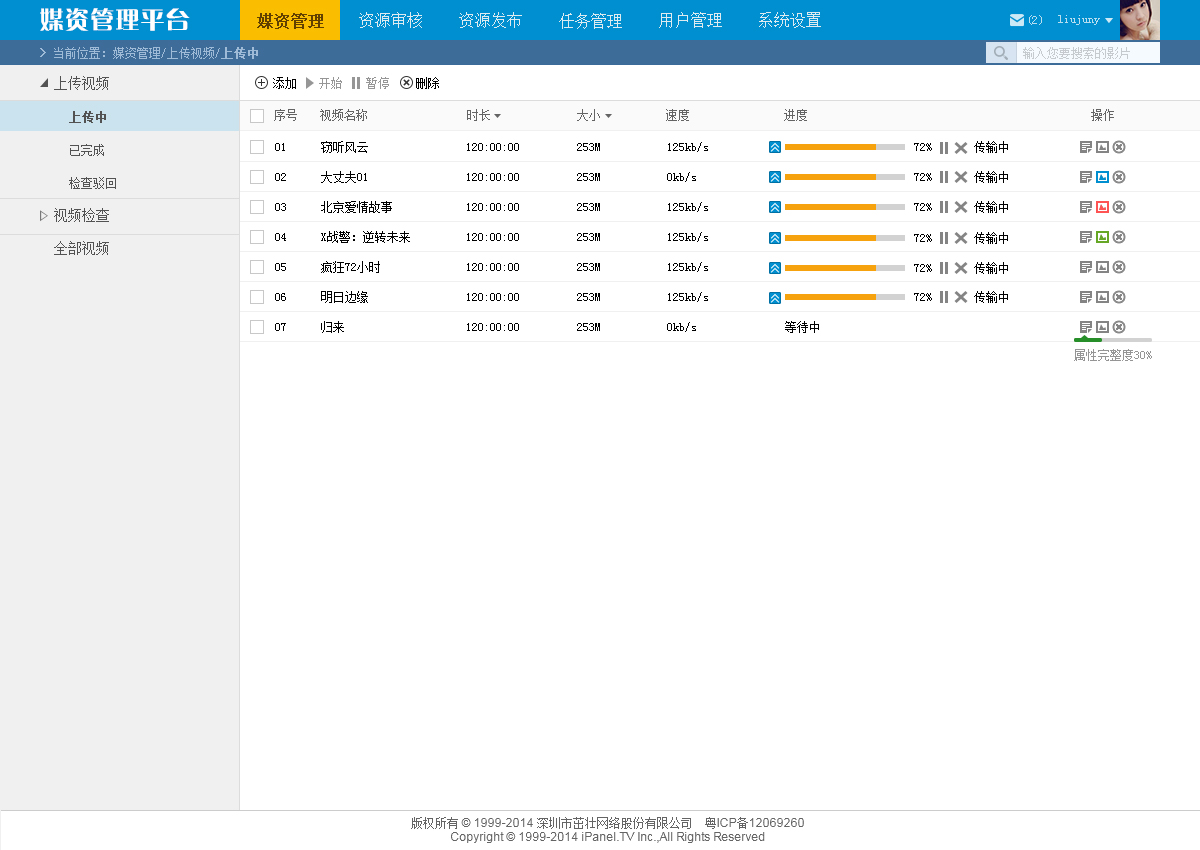 媒资管理平台 媒资管理 资源审核 资源发布 任务管理 用户管理 系统设置 (2) liujuny
当前位置：媒资管理/上传视频/上传中 输入您要搜索的影片
上传视频
上传中
已完成
检查驳回
视频检查
全部视频
添加 开始 暂停 删除
序号 视频名称 时长 大小 速度 进度 操作
01 窃听风云 120:00:00 253M 125kb/s 72% 传输中
02 大丈夫01 120:00:00 253M 0kb/s 72% 传输中
03 北京爱情故事 120:00:00 253M 125kb/s 72% 传输中
04 X战警：逆转未来 120:00:00 253M 125kb/s 72% 传输中
05 疯狂72小时 120:00:00 253M 125kb/s 72% 传输中
06 明日边缘 120:00:00 253M 125kb/s 72% 传输中
07 归来 120:00:00 253M 0kb/s 等待中
属性完整度30%
版权所有 © 1999-2014 深圳市茁壮网络股份有限公司 粤ICP备12069260
Copyright © 1999-2014 iPanel.TV Inc.,All Rights Reserved